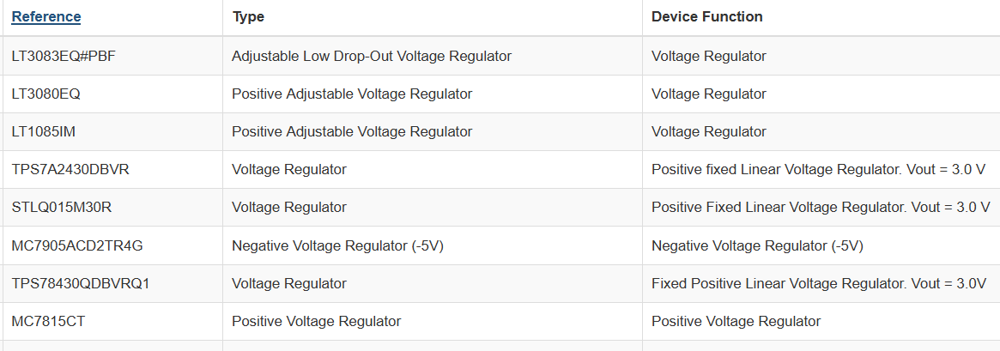 Reference Type Device Function
LT3083EQ#PBF Adjustable Low Drop-Out Voltage Regulator Voltage Regulator
LT3080EQ Positive Adjustable Voltage Regulator Voltage Regulator
LT1085IM Positive Adjustable Voltage Regulator Voltage Regulator
TPS7A2430DBVR Voltage Regulator Positive fixed Linear Voltage Regulator. Vout = 3.0 V
STLQ015M30R Voltage Regulator Positive Fixed Linear Voltage Regulator. Vout = 3.0 V
MC7905ACD2TR4G Negative Voltage Regulator (-5V) Negative Voltage Regulator (-5V)
TPS78430QDBVRQ1 Voltage Regulator Fixed Positive Linear Voltage Regulator. Vout = 3.0V
MC7815CT Positive Voltage Regulator Positive Voltage Regulator